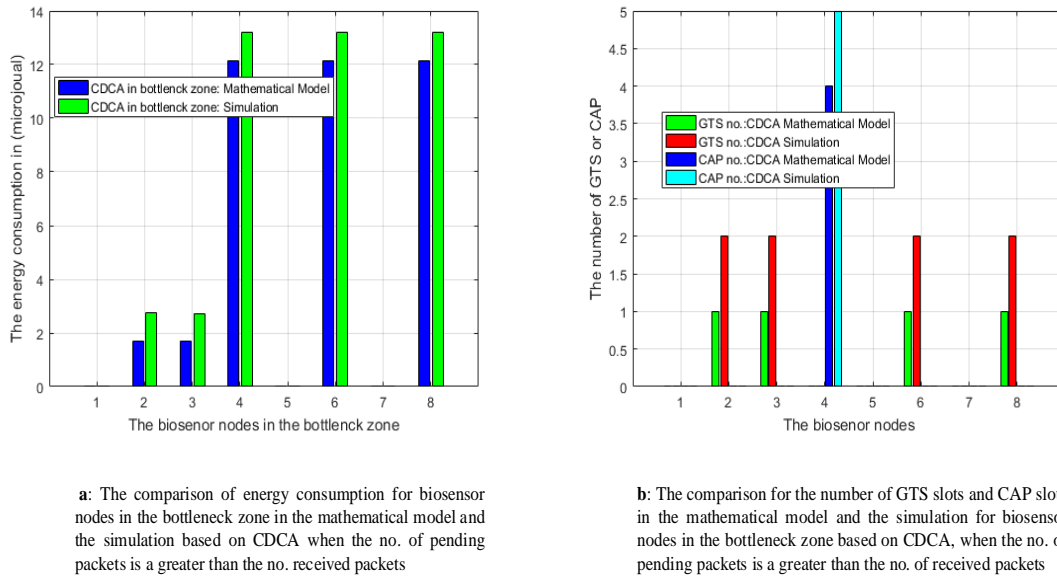 14
12
10
8
6
4
2
0
The energy consumption in (microjoual)
CDCA in bottlenck zone: Mathematical Model
CDCA in bottlenck zone: Simulation
1 2 3 4 5 6 7 8
The biosenor nodes in the bottlenck zone
a: The comparison of energy consumption for biosensor
nodes in the bottleneck zone in the mathematical model and
the simulation based on CDCA when the no. of pending
packets is a greater than the no. received packets
5
4.5
4
3.5
3
2.5
2
1.5
1
0.5
0
The number of GTS or CAP
GTS no.:CDCA Mathematical Model
GTS no.:CDCA Simulation
CAP no.:CDCA Mathematical Model
CAP no.:CDCA Simulation
1 2 3 4 5 6 7 8
The biosenor nodes
b: The comparison for the number of GTS slots and CAP slo
in the mathematical model and the simulation for biosenso
nodes in the bottleneck zone based on CDCA, when the no. o
pending packets is a greater than the no. of received packets